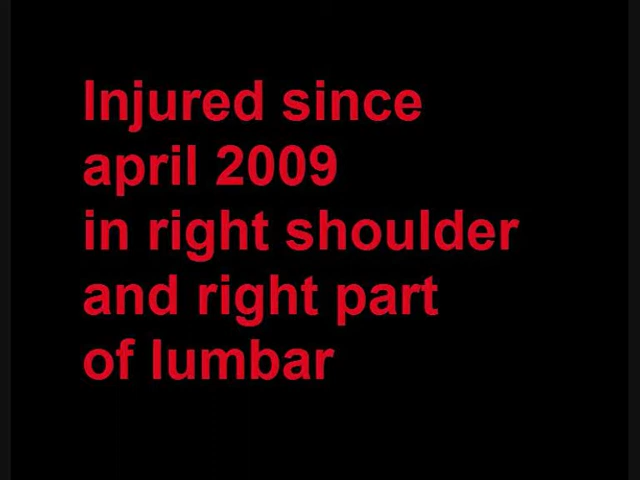 Injured since
april 2009
in right shoulder
and right part
of lumbar